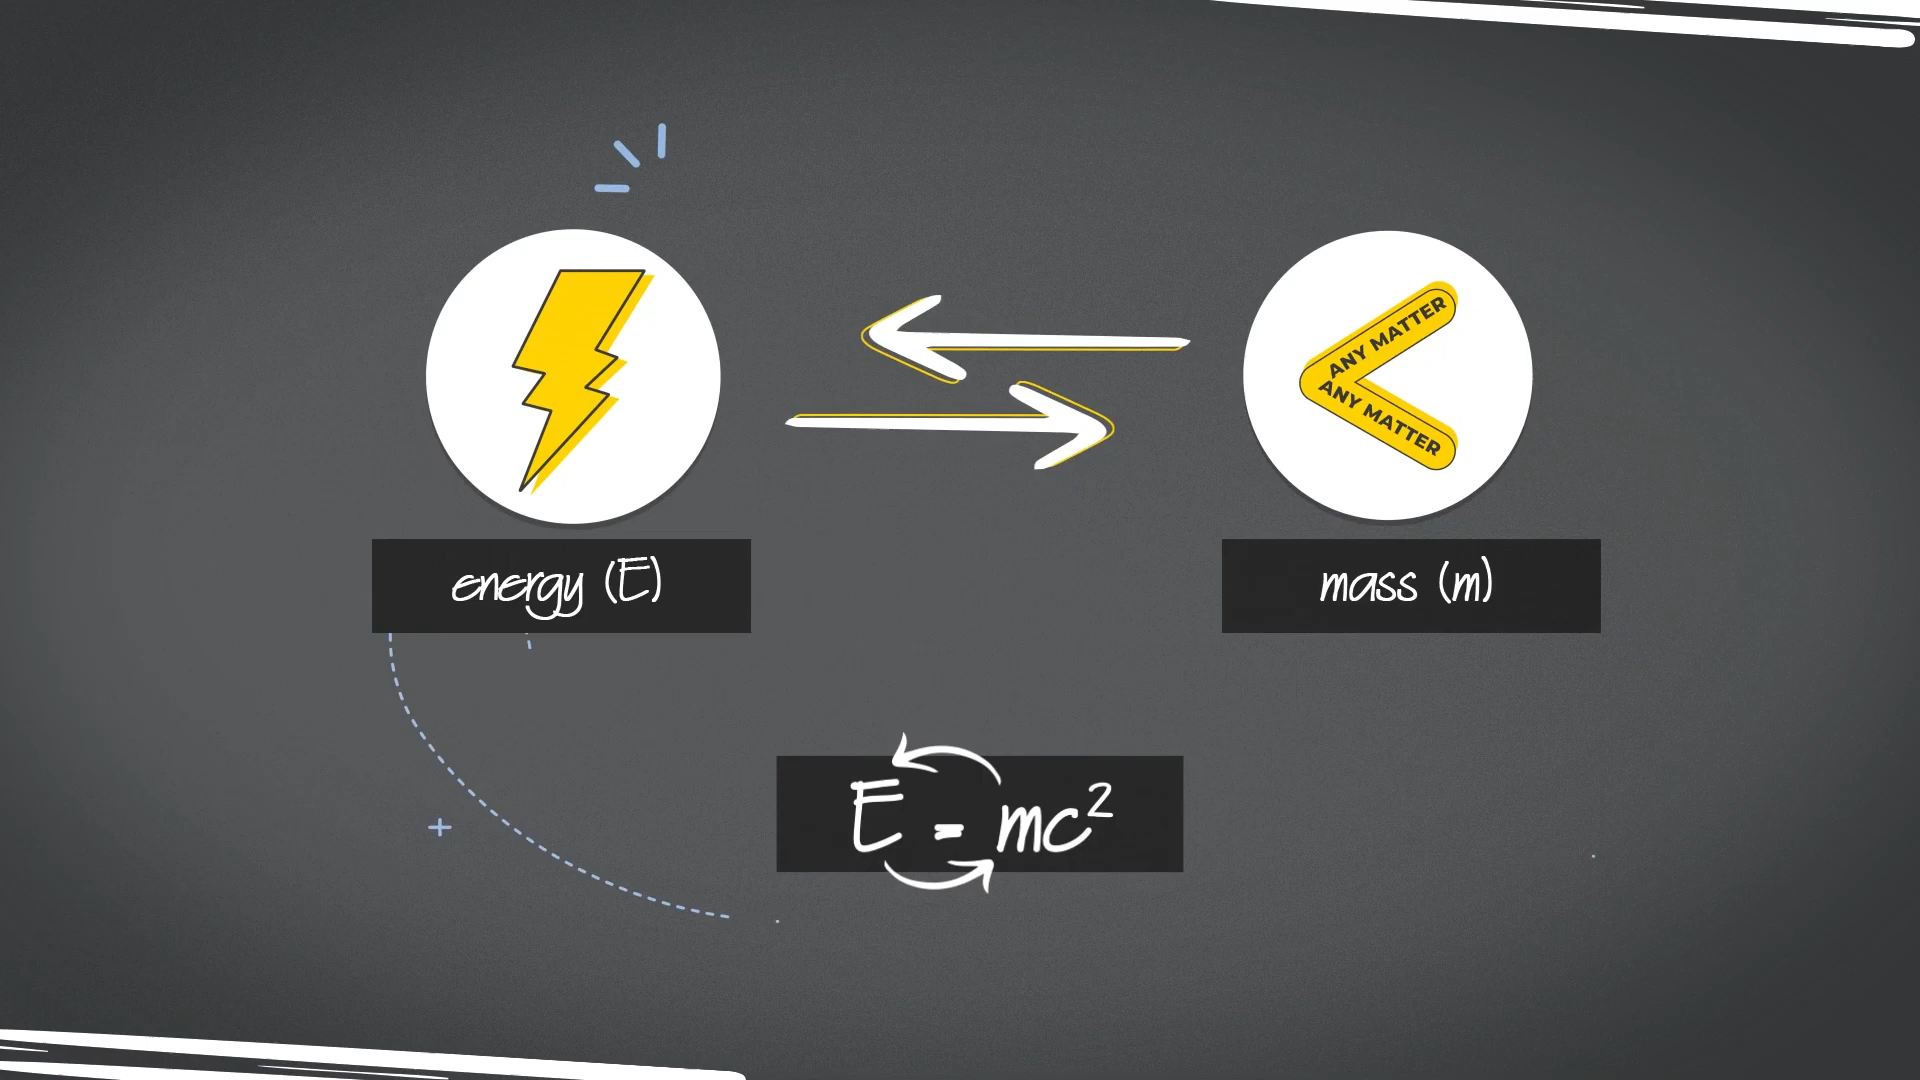 ANY MATTER
ANY MATTER
energy (E)
mass (m)
E = mc²